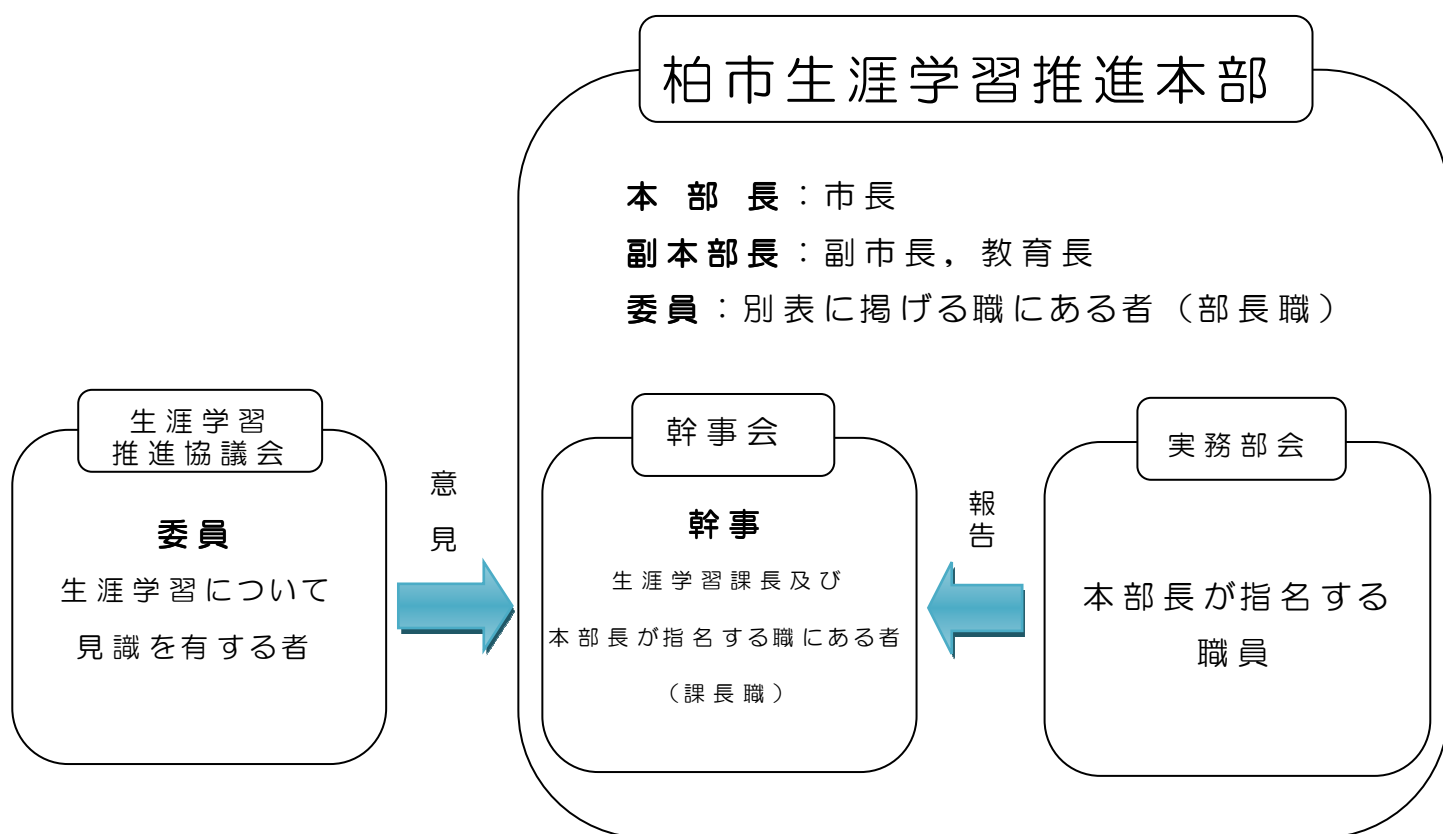 柏市生涯学習推進本部
本部長：市長
副本部長：副市長，教育長
委員：別表に掲げる職にある者（部長職）
生涯学習
推進協議会
委員
生涯学習について
見識を有する者
意
見
幹事会
幹事
生涯学習課長及び
本部長が指名する職にある者
（課長職）
報
告
実務部会
本部長が指名する
職員